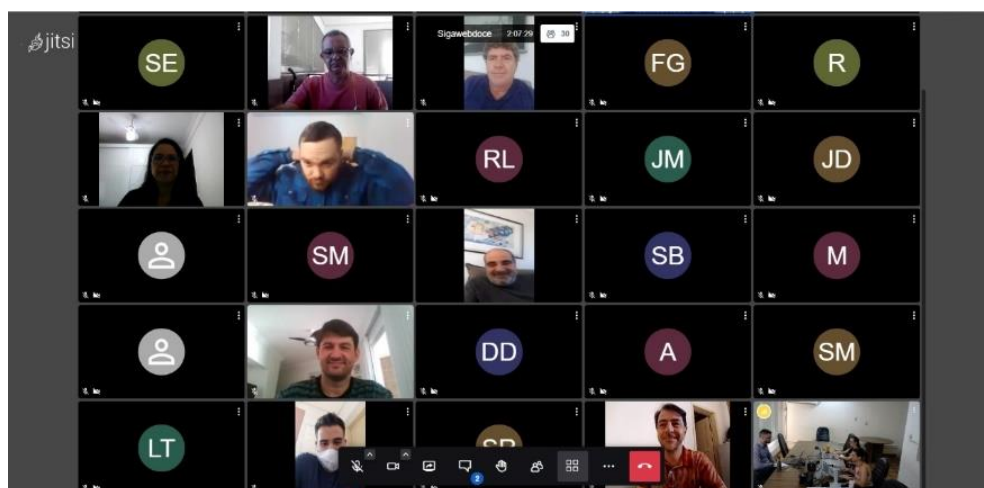 jitsi
Sigawebdoce 2:07:29 30
SE
FG
R
RL
JM
JD
SM
SB
M
DD
A
SM
LT
2